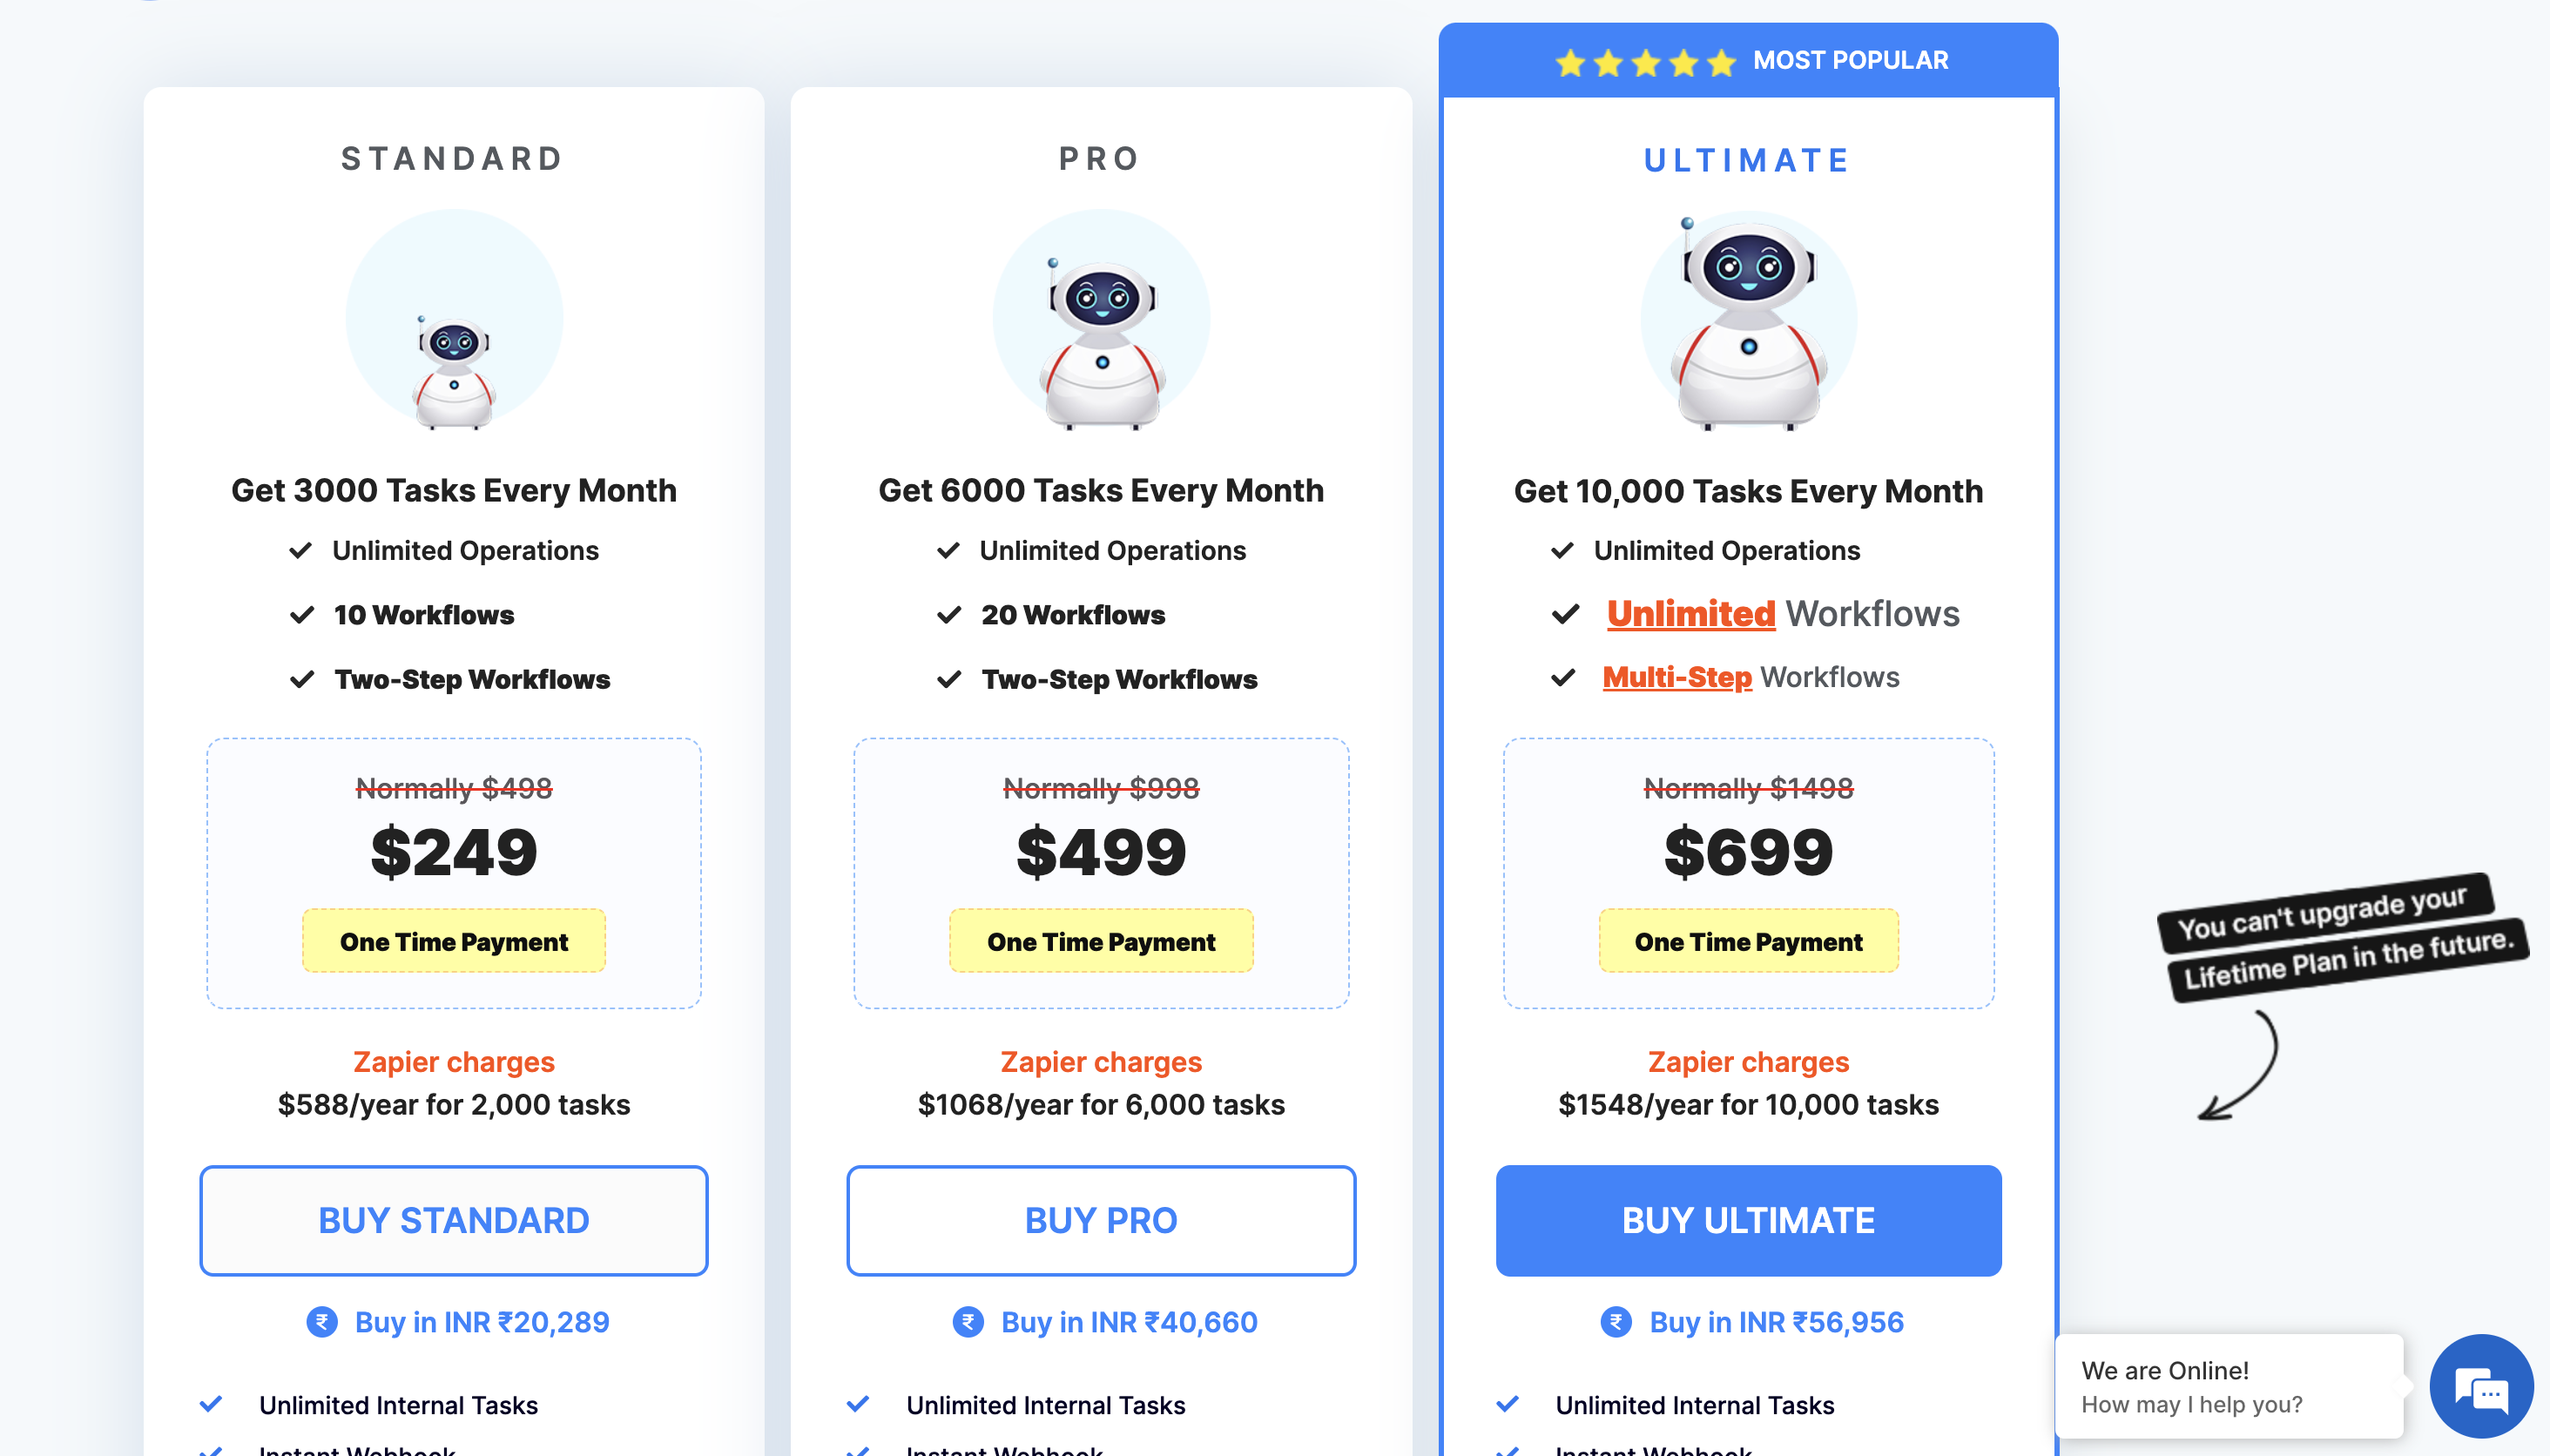 STANDARD
Get 3000 Tasks Every Month
Unlimited Operations
10 Workflows
Two-Step Workflows
Normally $498
$249
One Time Payment
Zapier charges
$588/year for 2,000 tasks
BUY STANDARD
₹ Buy in INR ₹20,289
Unlimited Internal Tasks
Instant Webhook
PRO
Get 6000 Tasks Every Month
Unlimited Operations
20 Workflows
Two-Step Workflows
Normally $998
$499
One Time Payment
Zapier charges
$1068/year for 6,000 tasks
BUY PRO
₹ Buy in INR ₹40,660
Unlimited Internal Tasks
Instant Webhook
MOST POPULAR
ULTIMATE
Get 10,000 Tasks Every Month
Unlimited Operations
Unlimited Workflows
Multi-Step Workflows
Normally $1498
$699
One Time Payment
Zapier charges
$1548/year for 10,000 tasks
BUY ULTIMATE
₹ Buy in INR ₹56,956
Unlimited Internal Tasks
Instant Webhook
You can't upgrade your
Lifetime Plan in the future.
We are Online!
How may I help you?